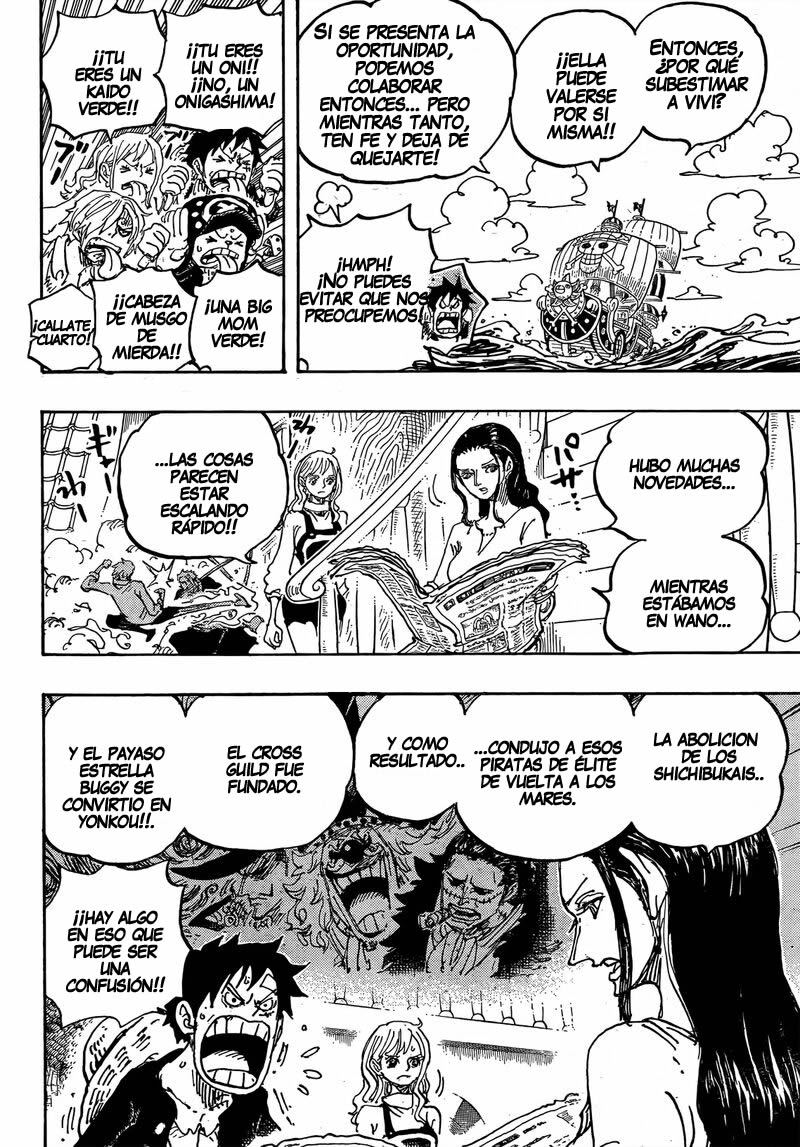 ENTONCES,
¿POR QUÉ
SUBESTIMAR
A VIVI?
¡¡ELLA
PUEDE
VALERSE
POR SI
MISMA!!
SI SE PRESENTA LA
OPORTUNIDAD,
PODEMOS
COLABORAR
ENTONCES... PERO
MIENTRAS TANTO,
TEN FE Y DEJA DE
QUEJARTE!
¡HMPH!
¡NO PUEDES
EVITAR QUE NOS
PREOCUPEMOS!
¡¡TU ERES
UN ONI!!
¡¡NO, UN
ONIGASHIMA!
¡¡TU
ERES UN
KAIDO
VERDE!!
¡UNA BIG
MOM
VERDE!
¡¡CABEZA
DE MUSGO
DE
MIERDA!!
¡CALLATE,
CUARTO!
HUBO MUCHAS
NOVEDADES...
MIENTRAS
ESTÁBAMOS
EN WANO...
パサ..
...LAS COSAS
PARECEN
ESTAR
ESCALANDO
RÁPIDO!!
LA ABOLICION
DE LOS
SHICHIBUKAIS..
...CONDUJO A ESOS
PIRATAS DE ÉLITE
DE VUELTA A LOS
MARES.
Y COMO
RESULTADO..
EL CROSS
GUILD FUE
FUNDADO.
Y EL PAYASO
ESTRELLA
BUGGY SE
CONVIRTIO EN
YONKOU!!.
¡¡HAY ALGO
EN ESO QUE
PUEDE SER
UNA
CONFUSIÓN!!